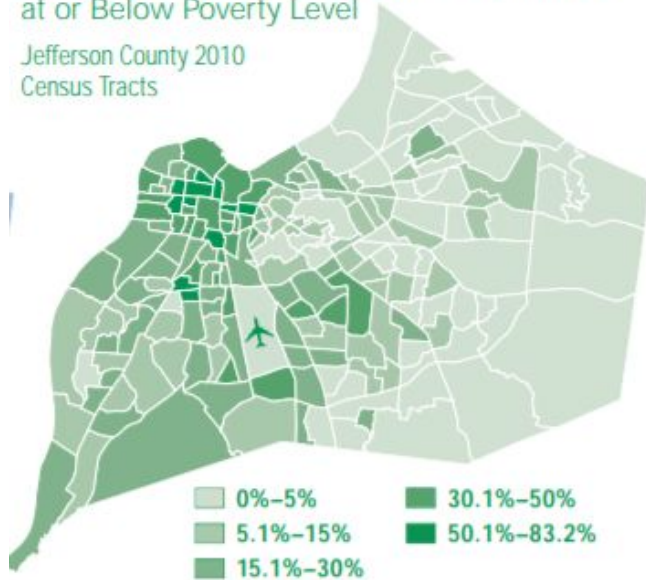 at or Below Poverty Level
Jefferson County 2010
Census Tracts
0%–5%
5.1%–15%
15.1%–30%
30.1%–50%
50.1%–83.2%